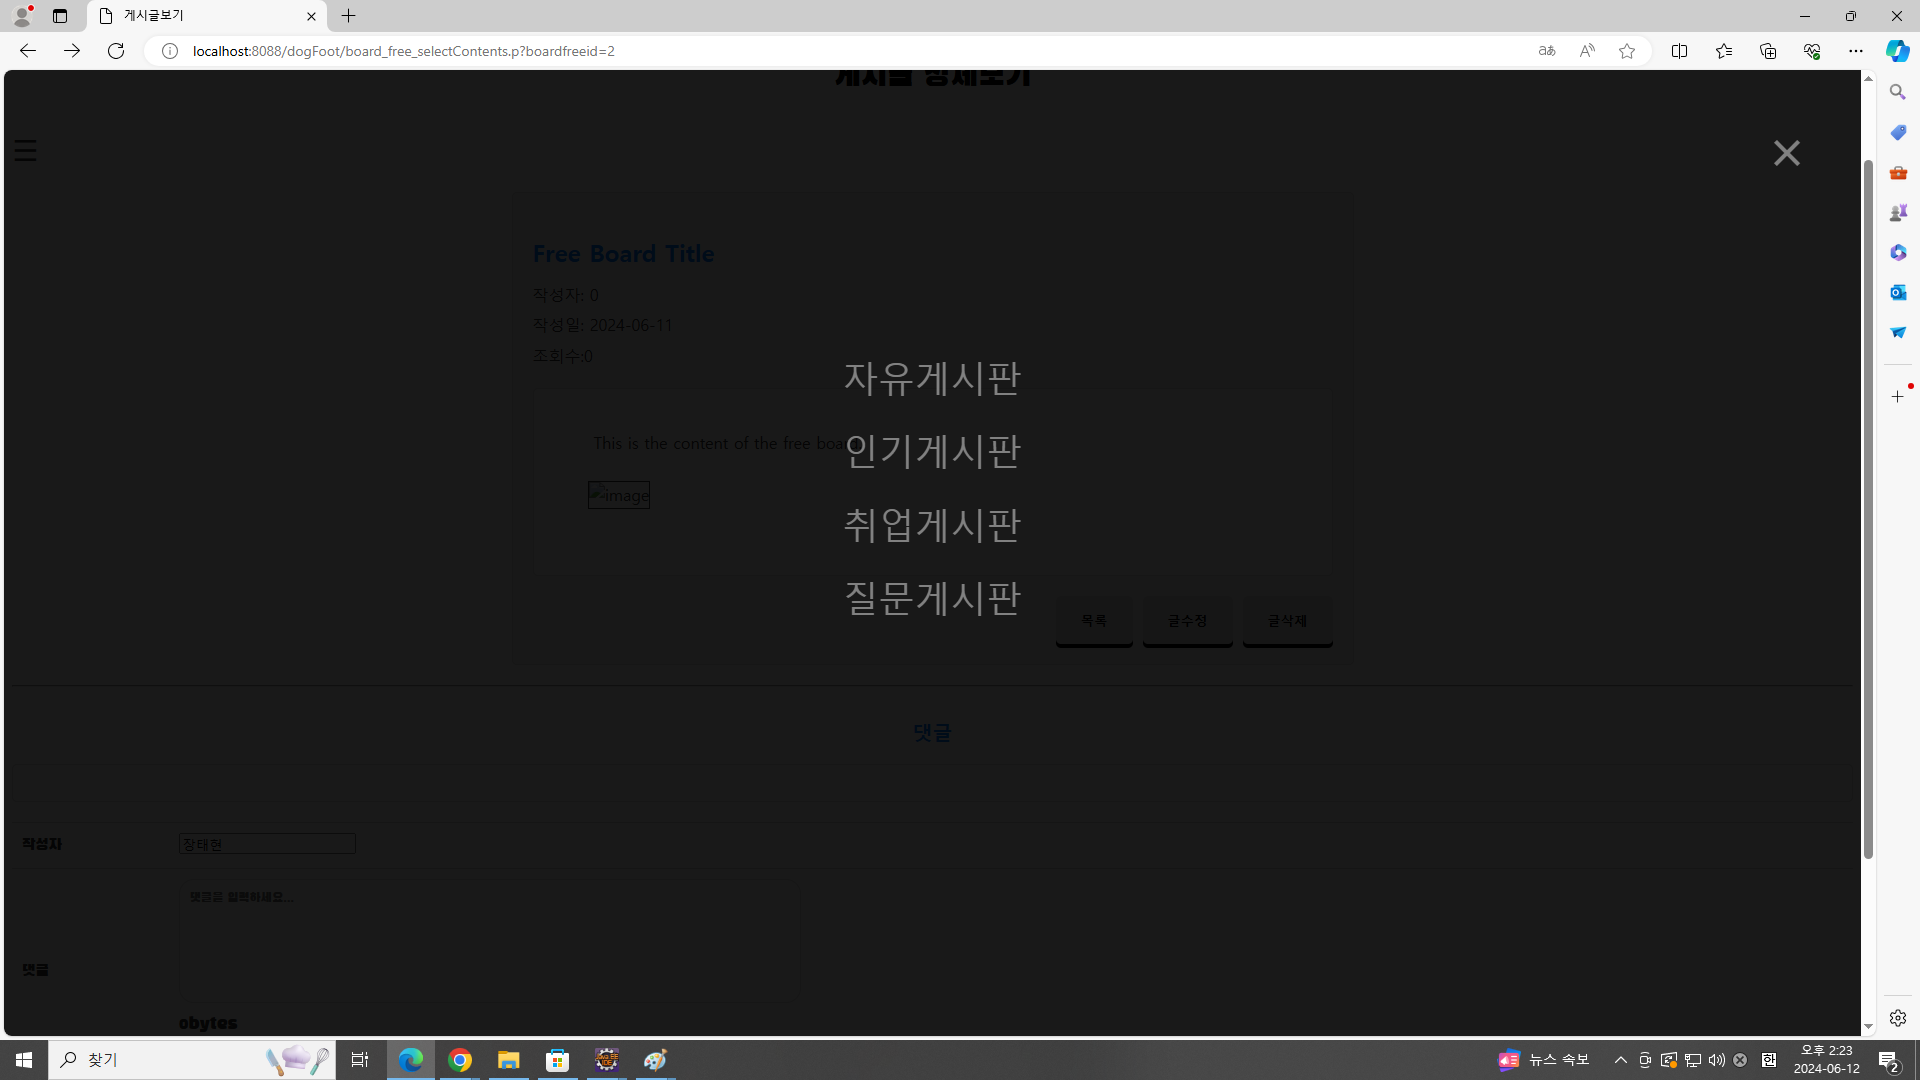 게시글보기
localhost:8088/dogFoot/board_free_selectContents.p?boardfreeid=2
게시글 상세보기
Free Board Title
작성자: 0
작성일: 2024-06-11
조회수:0
자유게시판
This is the content of the free boa
인기게시판
image
취업게시판
질문게시판
목록
글수정
글삭제
댓글
작성자
장태현
댓글을 입력하세요...
댓글
0bytes
찾기
뉴스 속보
오후 2:23
2024-06-12
2